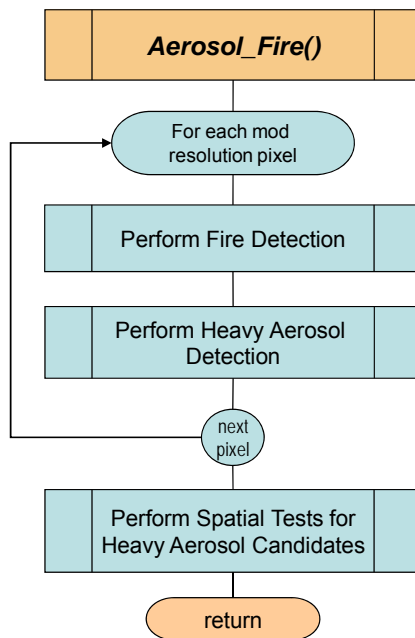 Aerosol_Fire()
For each mod
resolution pixel
Perform Fire Detection
Perform Heavy Aerosol
Detection
next
pixel
Perform Spatial Tests for
Heavy Aerosol Candidates
return